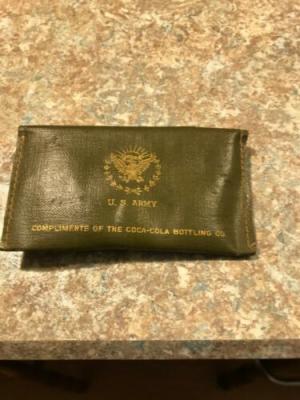 U. S. ARMY
COMPLIMENTS OF THE COCA-COLA BOTTLING CO.